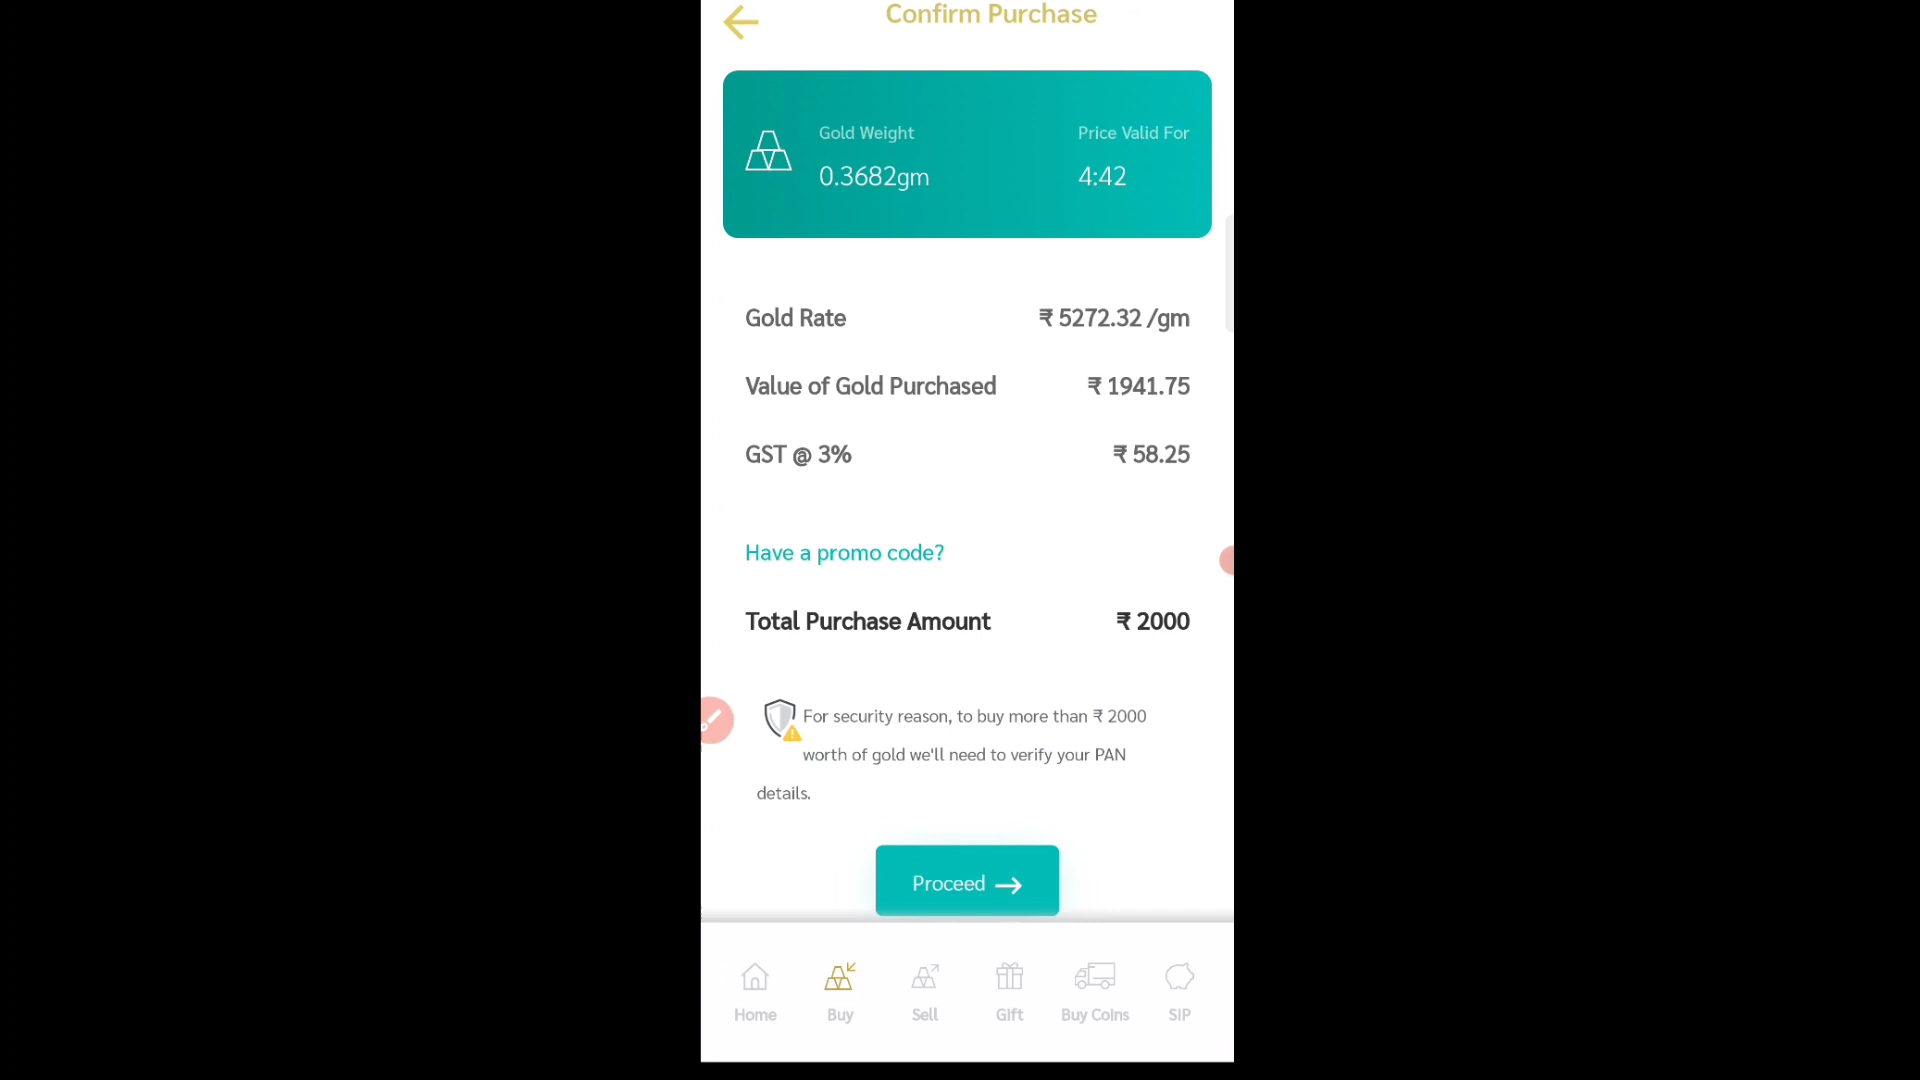 Confirm Purchase
Gold Weight
Price Valid For
0.3682gm
4:42
Gold Rate
₹ 5272.32 /gm
Value of Gold Purchased
₹ 1941.75
GST @ 3%
₹ 58.25
Have a promo code?
Total Purchase Amount
₹ 2000
For security reason, to buy more than ₹ 2000
worth of gold we'll need to verify your PAN
details.
Proceed
Home
Buy
Sell
Gift
Buy Coins
SIP